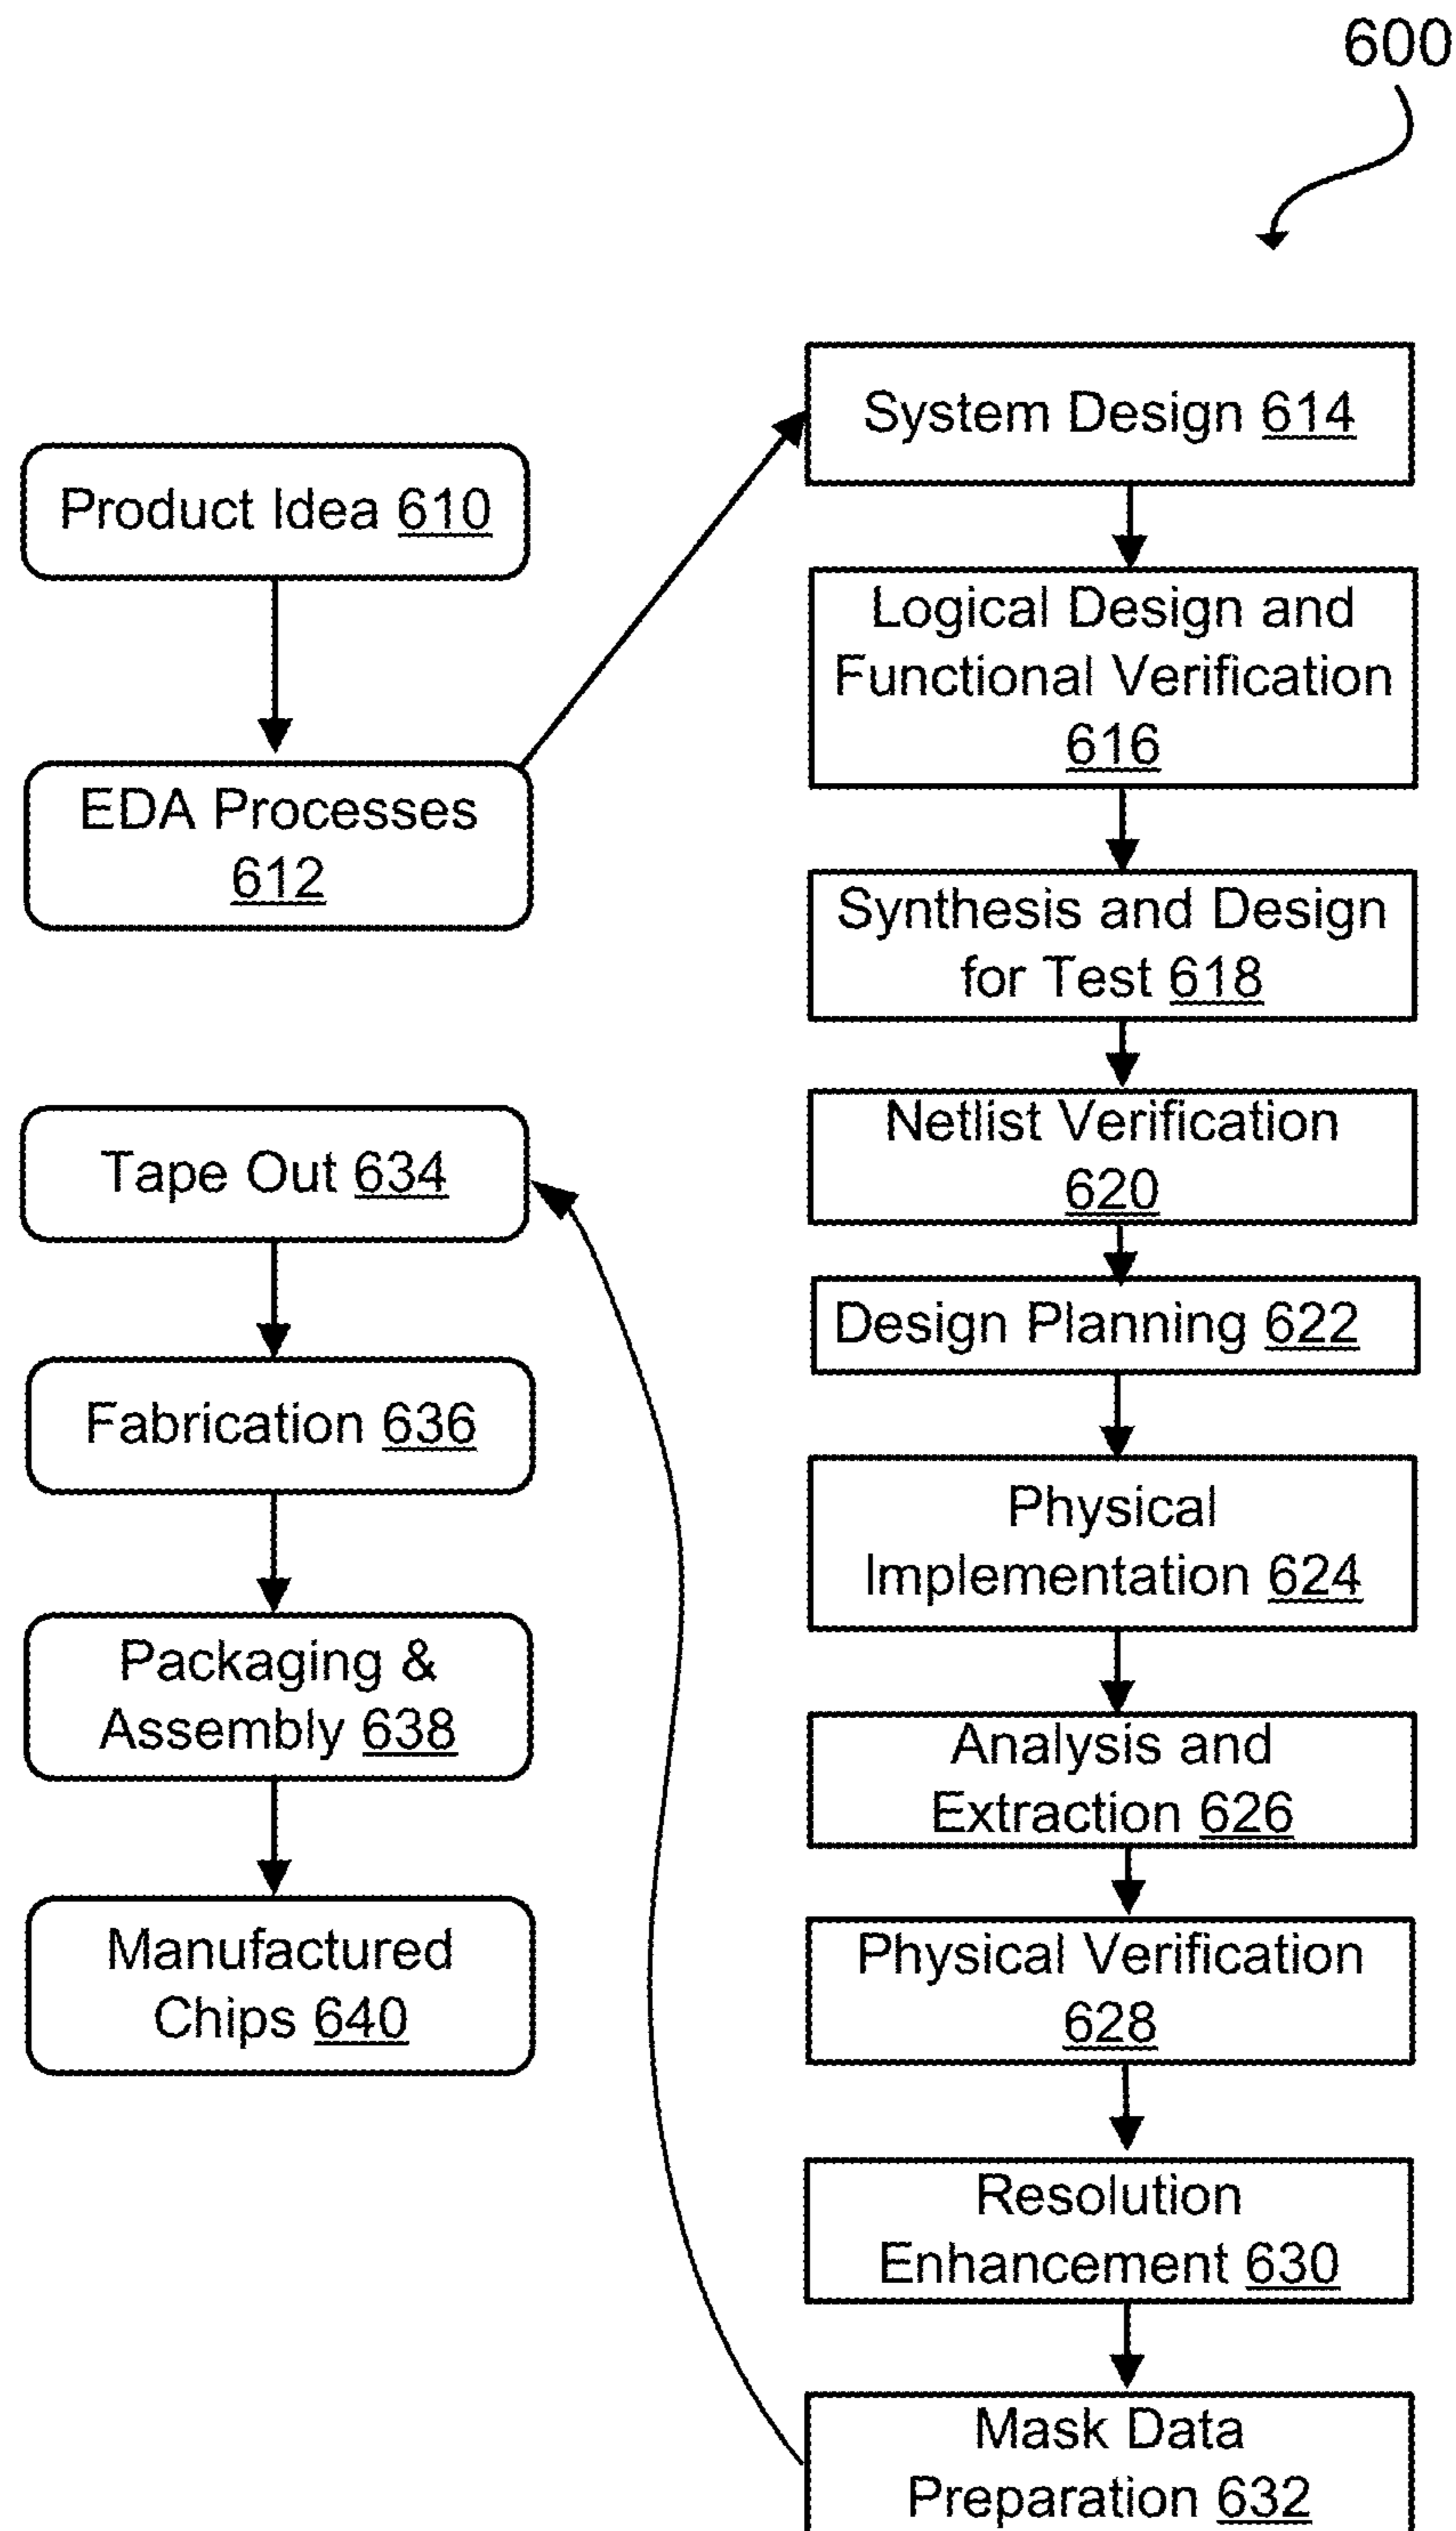 600
Product Idea 610
EDA Processes
612
System Design 614
Logical Design and
Functional Verification
616
Synthesis and Design
for Test 618
Netlist Verification
620
Design Planning 622
Physical
Implementation 624
Analysis and
Extraction 626
Physical Verification
628
Resolution
Enhancement 630
Mask Data
Preparation 632
Tape Out 634
Fabrication 636
Packaging &
Assembly 638
Manufactured
Chips 640